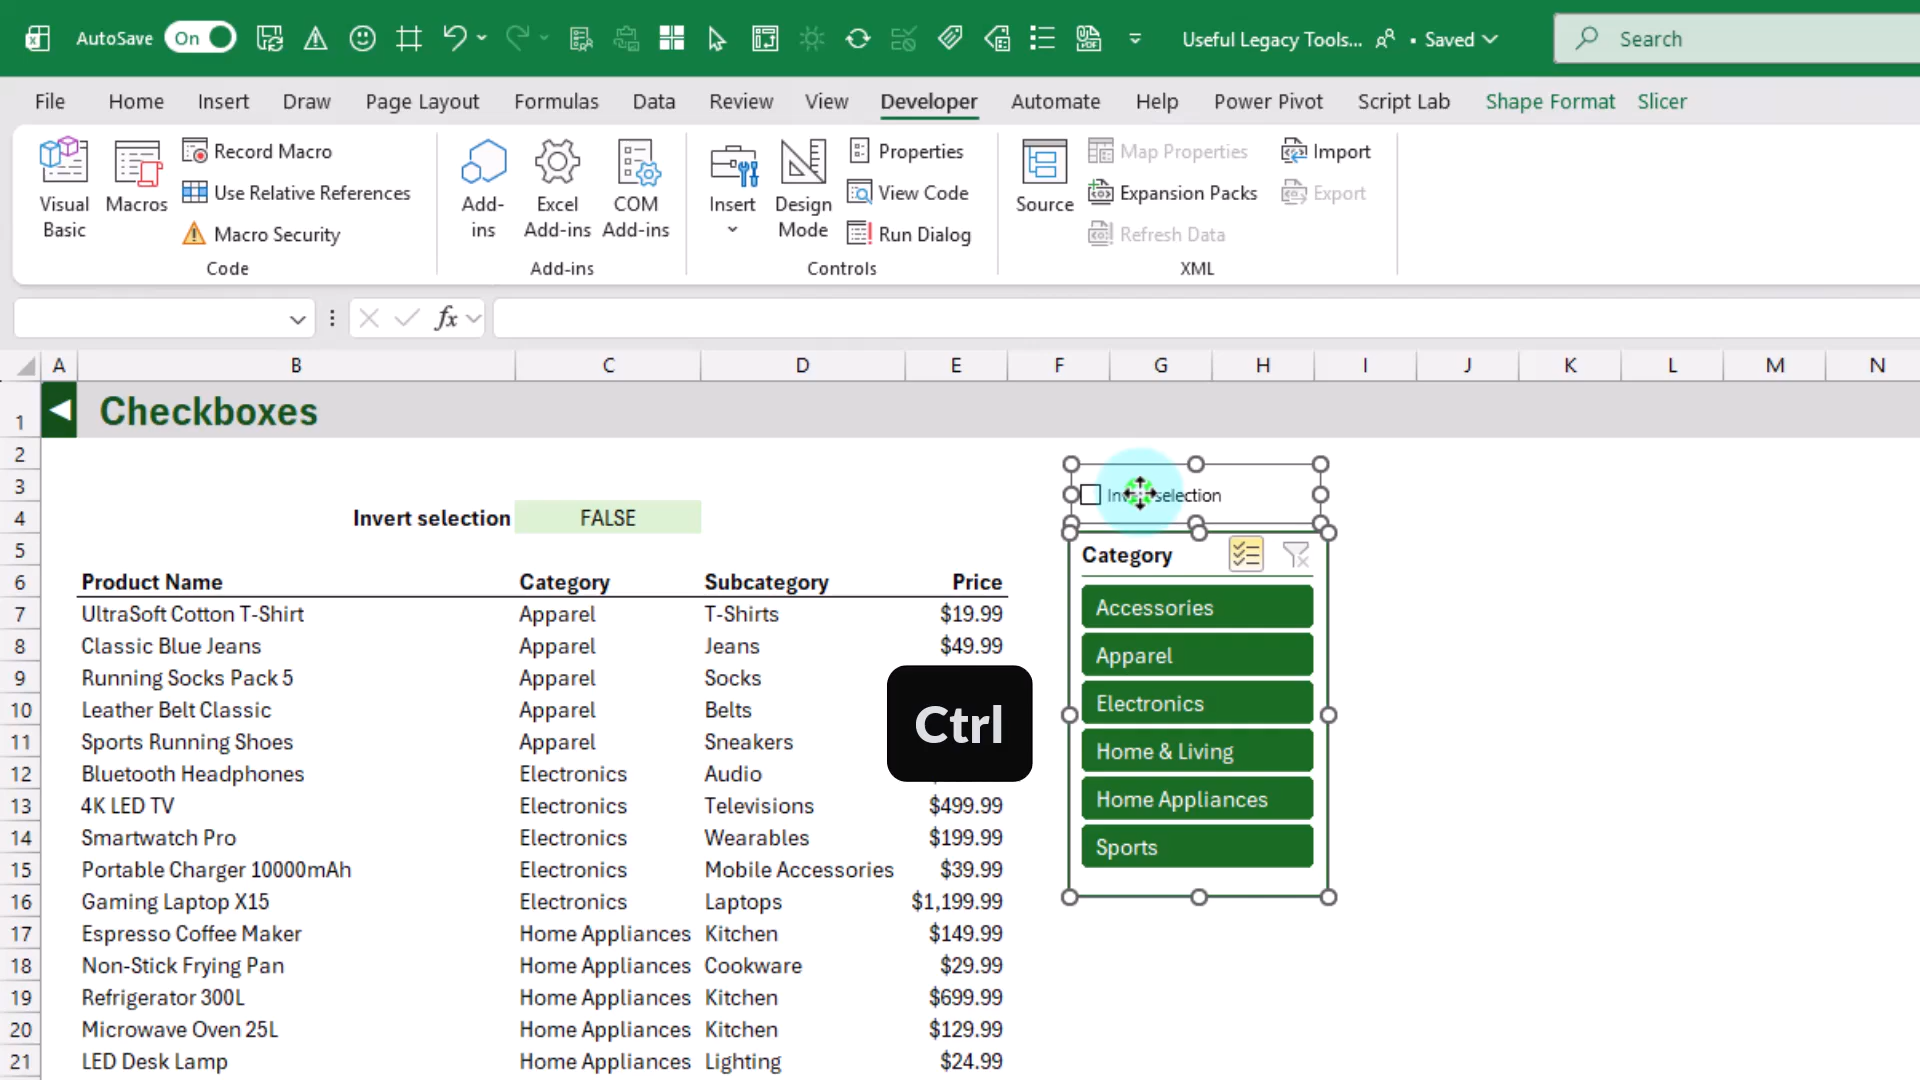 AutoSave On Useful Legacy Tools... • Saved Search
File Home Insert Draw Page Layout Formulas Data Review View Developer Automate Help Power Pivot Script Lab Shape Format Slicer
Visual Basic
Macros
Record Macro
Use Relative References
Macro Security
Code
Add-ins
Excel Add-ins
COM Add-ins
Add-ins
Insert
Design Mode
Properties
View Code
Run Dialog
Controls
Source
Map Properties
Expansion Packs
Refresh Data
Import
Export
XML
fx
A B C D E F G H I J K L M N
1 Checkboxes
2
3
4 Invert selection FALSE
5
6 Product Name Category Subcategory Price
7 UltraSoft Cotton T-Shirt Apparel T-Shirts $19.99
8 Classic Blue Jeans Apparel Jeans $49.99
9 Running Socks Pack 5 Apparel Socks
10 Leather Belt Classic Apparel Belts
11 Sports Running Shoes Apparel Sneakers
12 Bluetooth Headphones Electronics Audio
13 4K LED TV Electronics Televisions $499.99
14 Smartwatch Pro Electronics Wearables $199.99
15 Portable Charger 10000mAh Electronics Mobile Accessories $39.99
16 Gaming Laptop X15 Electronics Laptops $1,199.99
17 Espresso Coffee Maker Home Appliances Kitchen $149.99
18 Non-Stick Frying Pan Home Appliances Cookware $29.99
19 Refrigerator 300L Home Appliances Kitchen $699.99
20 Microwave Oven 25L Home Appliances Kitchen $129.99
21 LED Desk Lamp Home Appliances Lighting $24.99
Ctrl
selection
Category
Accessories
Apparel
Electronics
Home & Living
Home Appliances
Sports